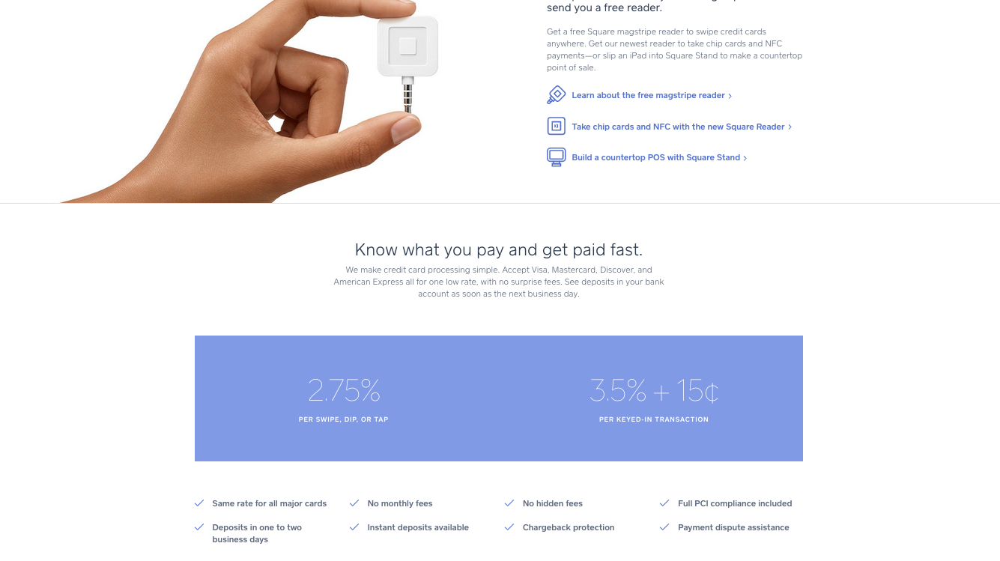 send you a free reader.
Get a free Square magstripe reader to swipe credit cards
anywhere. Get our newest reader to take chip cards and NFC
payments—or slip an iPad into Square Stand to make a countertop
point of sale.
Learn about the free magstripe reader
Take chip cards and NFC with the new Square Reader
Build a countertop POS with Square Stand
Know what you pay and get paid fast.
We make credit card processing simple. Accept Visa, Mastercard, Discover, and
American Express all for one low rate, with no surprise fees. See deposits in your bank
account as soon as the next business day.
2.75%
PER SWIPE, DIP, OR TAP
3.5% + 15¢
PER KEYED-IN TRANSACTION
Same rate for all major cards
No monthly fees
No hidden fees
Full PCI compliance included
Deposits in one to two
business days
Instant deposits available
Chargeback protection
Payment dispute assistance